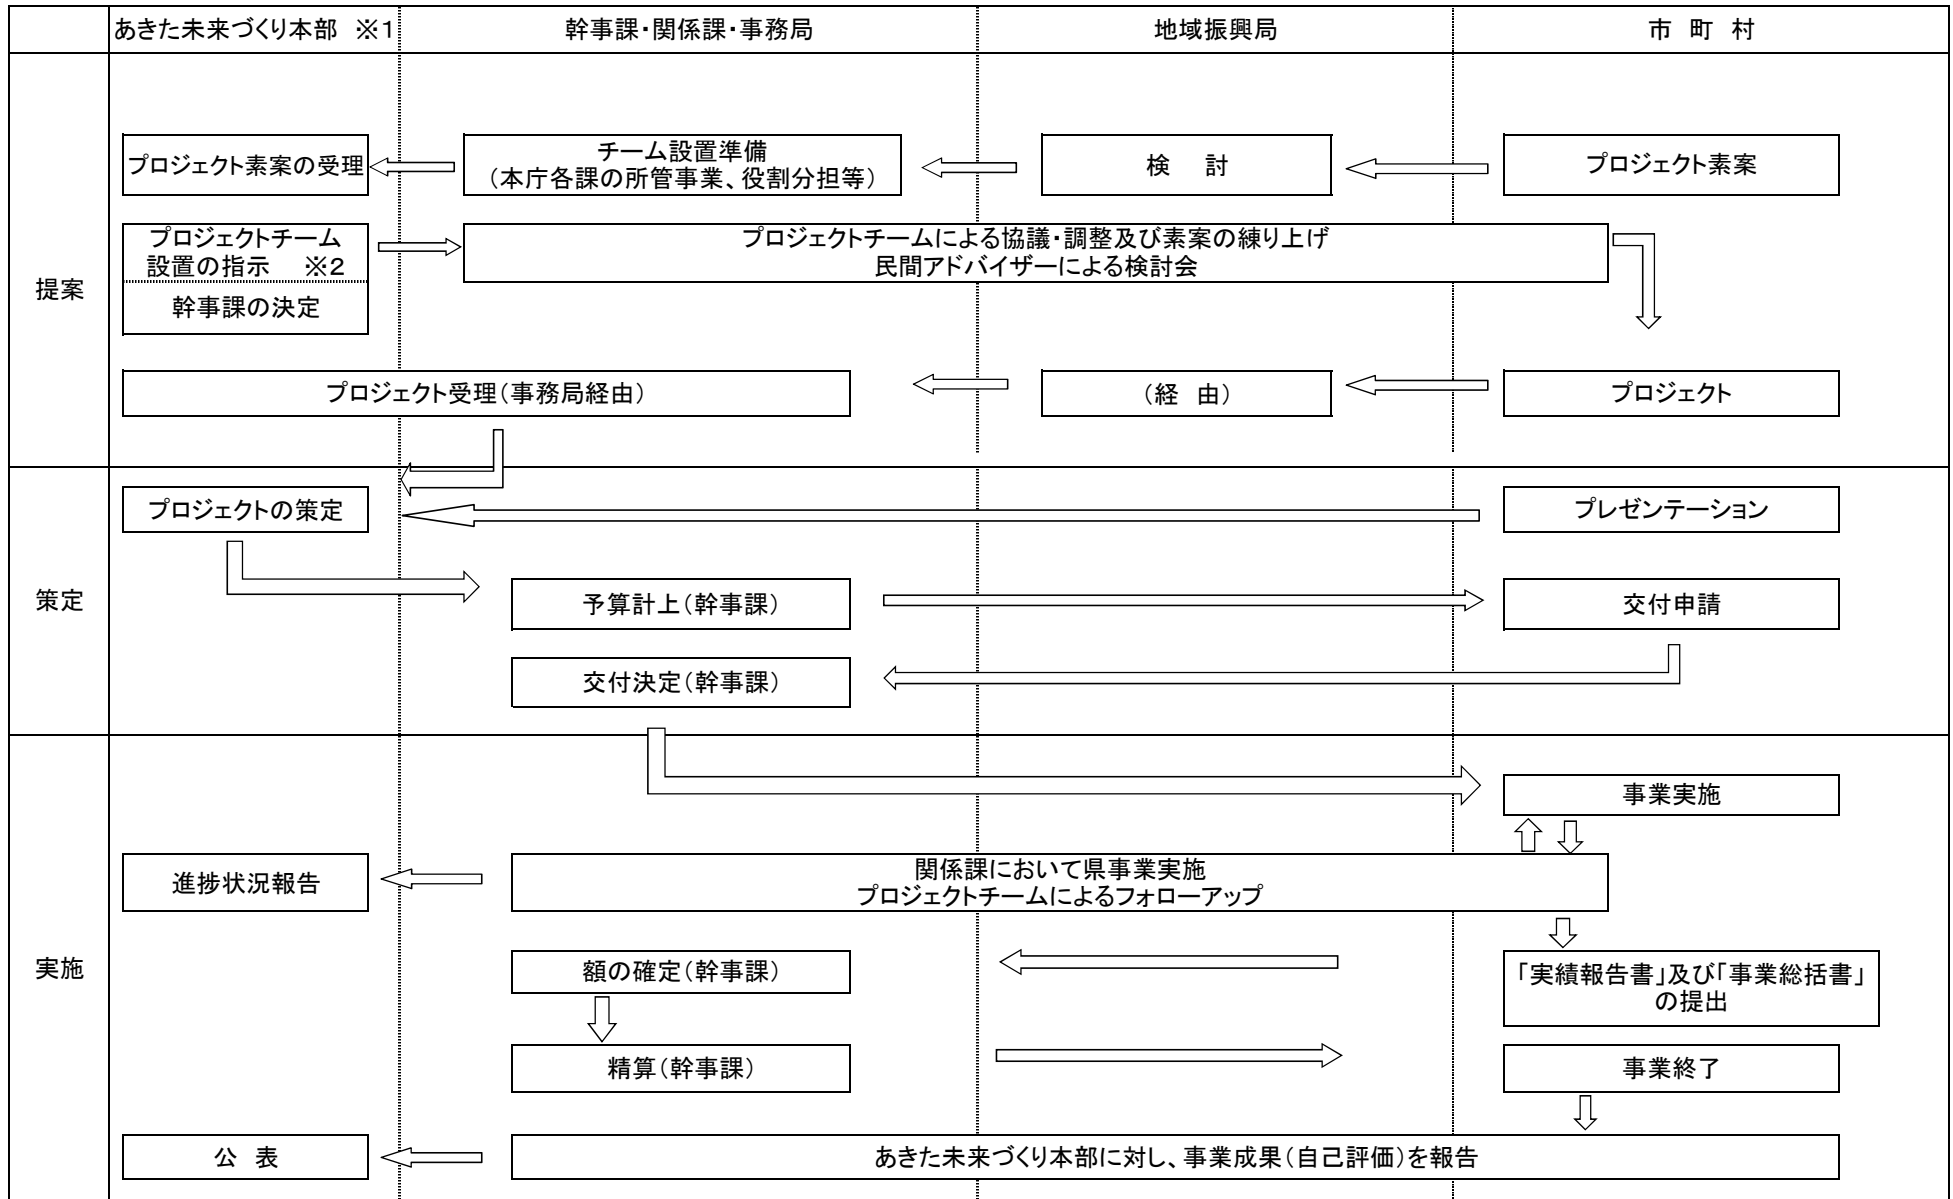 あきた未来づくり本部　※１
幹事課・関係課・事務局
地域振興局
市　町　村
提案
プロジェクト素案の受理
チーム設置準備
（本庁各課の所管事業、役割分担等）
検　　討
プロジェクト素案
プロジェクトチーム
設置の指示　　※２
幹事課の決定
プロジェクトチームによる協議・調整及び素案の練り上げ
民間アドバイザーによる検討会
プロジェクト受理（事務局経由）
（経　由）
プロジェクト
策定
プロジェクトの策定
プレゼンテーション
予算計上（幹事課）
交付申請
交付決定（幹事課）
実施
事業実施
進捗状況報告
関係課において県事業実施
プロジェクトチームによるフォローアップ
額の確定（幹事課）
「実績報告書」及び「事業総括書」
の提出
精算（幹事課）
事業終了
公　表
あきた未来づくり本部に対し、事業成果（自己評価）を報告